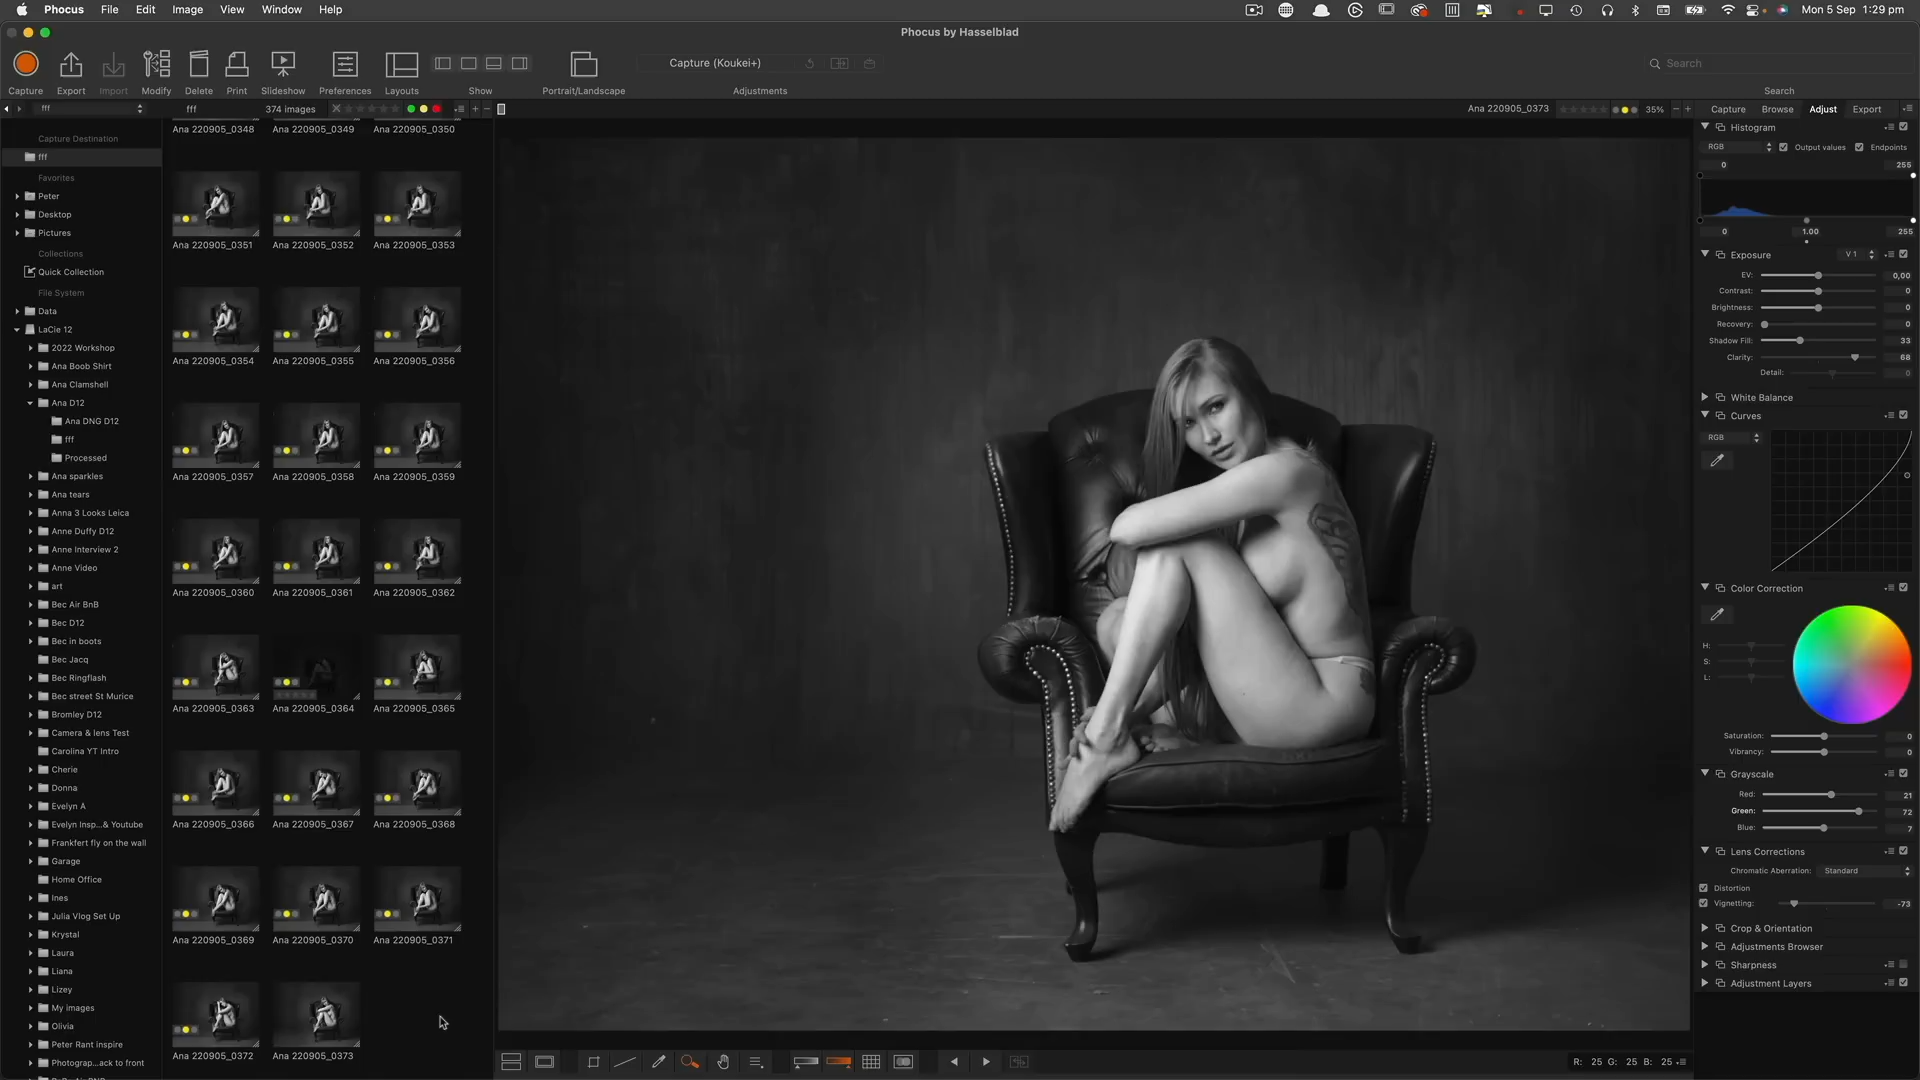 Phocus File Edit Image View Window Help
Mon 5 Sep 1:29 pm
Phocus by Hasselblad
Capture (Koukei+)
Search
Capture Export Import Modify Delete Print Slideshow Preferences Layouts Show Portrait/Landscape Adjustments Search
fff
fff
374 images
Ana 220905_0373
35%
Capture Browse Adjust Export
Capture Destination
fff
Favorites
Peter
Desktop
Pictures
Collections
Quick Collection
File System
Data
LaCie 12
2022 Workshop
Ana Boob Shirt
Ana Clamshell
Ana D12
Ana DNG D12
fff
Processed
Ana sparkles
Ana tears
Anna 3 Looks Leica
Anne Duffy D12
Anne Interview 2
Anne Video
art
Bec Air BnB
Bec D12
Bec in boots
Bec Jacq
Bec Ringflash
Bec street St Murice
Bromley D12
Camera & lens Test
Carolina YT Intro
Cherie
Donna
Evelyn A
Evelyn Insp...& Youtube
Frankfert fly on the wall
Garage
Home Office
Ines
Julia Vlog Set Up
Krystal
Laura
Liana
Lizey
My images
Olivia
Peter Rant inspire
Photograp...ack to front
Ana 220905_0348 Ana 220905_0349 Ana 220905_0350
Ana 220905_0351 Ana 220905_0352 Ana 220905_0353
Ana 220905_0354 Ana 220905_0355 Ana 220905_0356
Ana 220905_0357 Ana 220905_0358 Ana 220905_0359
Ana 220905_0360 Ana 220905_0361 Ana 220905_0362
Ana 220905_0363 Ana 220905_0364 Ana 220905_0365
Ana 220905_0366 Ana 220905_0367 Ana 220905_0368
Ana 220905_0369 Ana 220905_0370 Ana 220905_0371
Ana 220905_0372 Ana 220905_0373
Histogram
RGB Output values Endpoints
0 255
0 1.00 255
Exposure V 1
EV: 0,00
Contrast: 0
Brightness: 0
Recovery: 0
Shadow Fill: 33
Clarity: 68
Detail: 0
White Balance
Curves
RGB
Color Correction
H:
S:
L:
Saturation: 0
Vibrancy: 0
Grayscale
Red: 21
Green: 72
Blue: 7
Lens Corrections
Chromatic Aberration: Standard
Distortion
Vignetting: -73
Crop & Orientation
Adjustments Browser
Sharpness
Adjustment Layers
R: 25 G: 25 B: 25